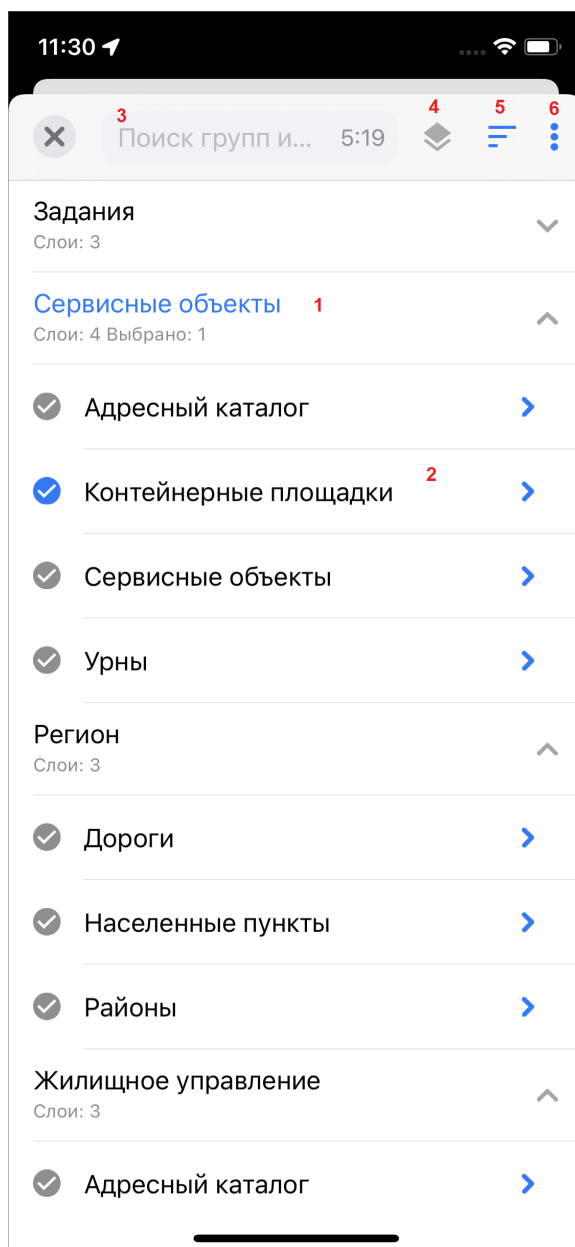 11:30
3
4
5
6
Поиск групп и... 5:19
Задания
Слои: 3
Сервисные объекты 1
Слои: 4 Выбрано: 1
Адресный каталог
Контейнерные площадки 2
Сервисные объекты
Урны
Регион
Слои: 3
Дороги
Населенные пункты
Районы
Жилищное управление
Слои: 3
Адресный каталог